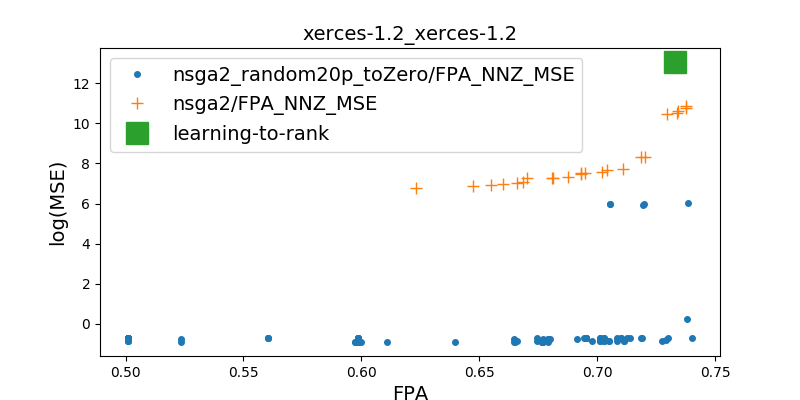 xerces-1.2_xerces-1.2
nsga2_random20p_toZero/FPA_NNZ_MSE
nsga2/FPA_NNZ_MSE
learning-to-rank
log(MSE)
12
10
8
6
4
2
0
0.50 0.55 0.60 0.65 0.70 0.75
FPA